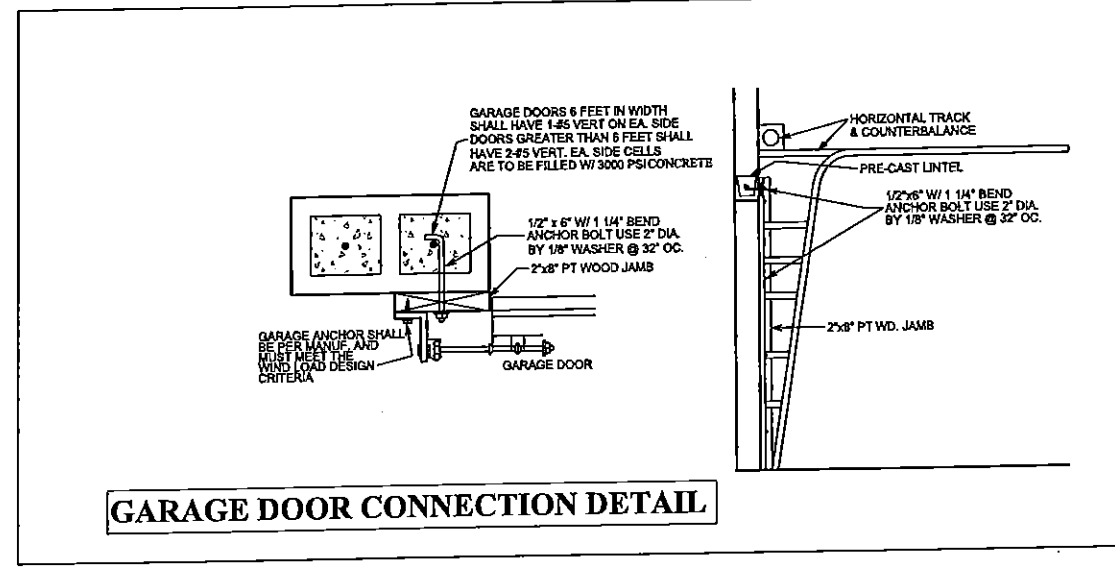 GARAGE DOORS 6 FEET IN WIDTH
SHALL HAVE 1-#5 VERT ON EA. SIDE
DOORS GREATER THAN 6 FEET SHALL
HAVE 2-#5 VERT. EA. SIDE CELLS
ARE TO BE FILLED W/ 3000 PSI CONCRETE
1/2" x 6" W/ 1 1/4" BEND
ANCHOR BOLT USE 2" DIA.
BY 1/8" WASHER @ 32" OC.
2"x8" PT WOOD JAMB
GARAGE ANCHOR SHALL
BE PER MANUF. AND
MUST MEET THE
WIND LOAD DESIGN
CRITERIA
GARAGE DOOR
HORIZONTAL TRACK
& COUNTERBALANCE
PRE-CAST LINTEL
1/2"x6" W/ 1 1/4" BEND
ANCHOR BOLT USE 2" DIA.
BY 1/8" WASHER @ 32" OC.
2"x8" PT WD. JAMB
GARAGE DOOR CONNECTION DETAIL